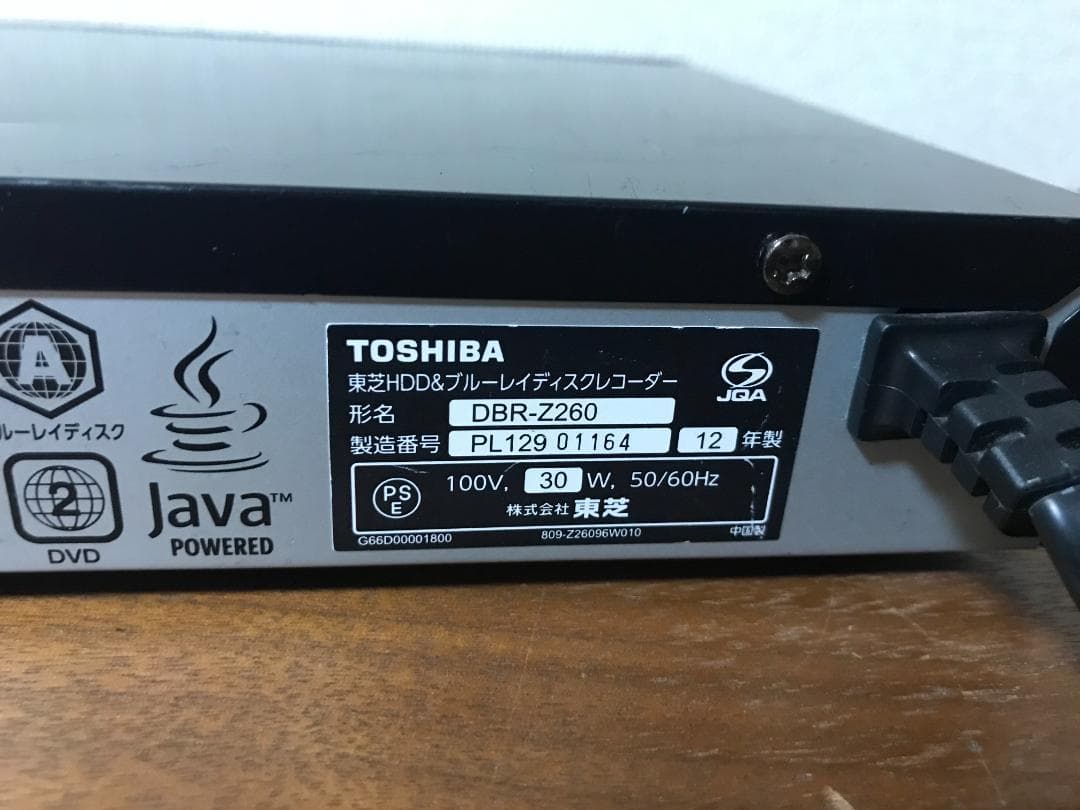 A
ルーレイディスク
2
DVD
Java™
POWERED
TOSHIBA
東芝HDD&ブルーレイディスクレコーダー
JQA
形名 DBR-Z260
製造番号 PL129 01164 12 年製
PSE 100V, 30 W, 50/60Hz
株式会社 東芝
G66D00001800 809-Z26096W010 中国製